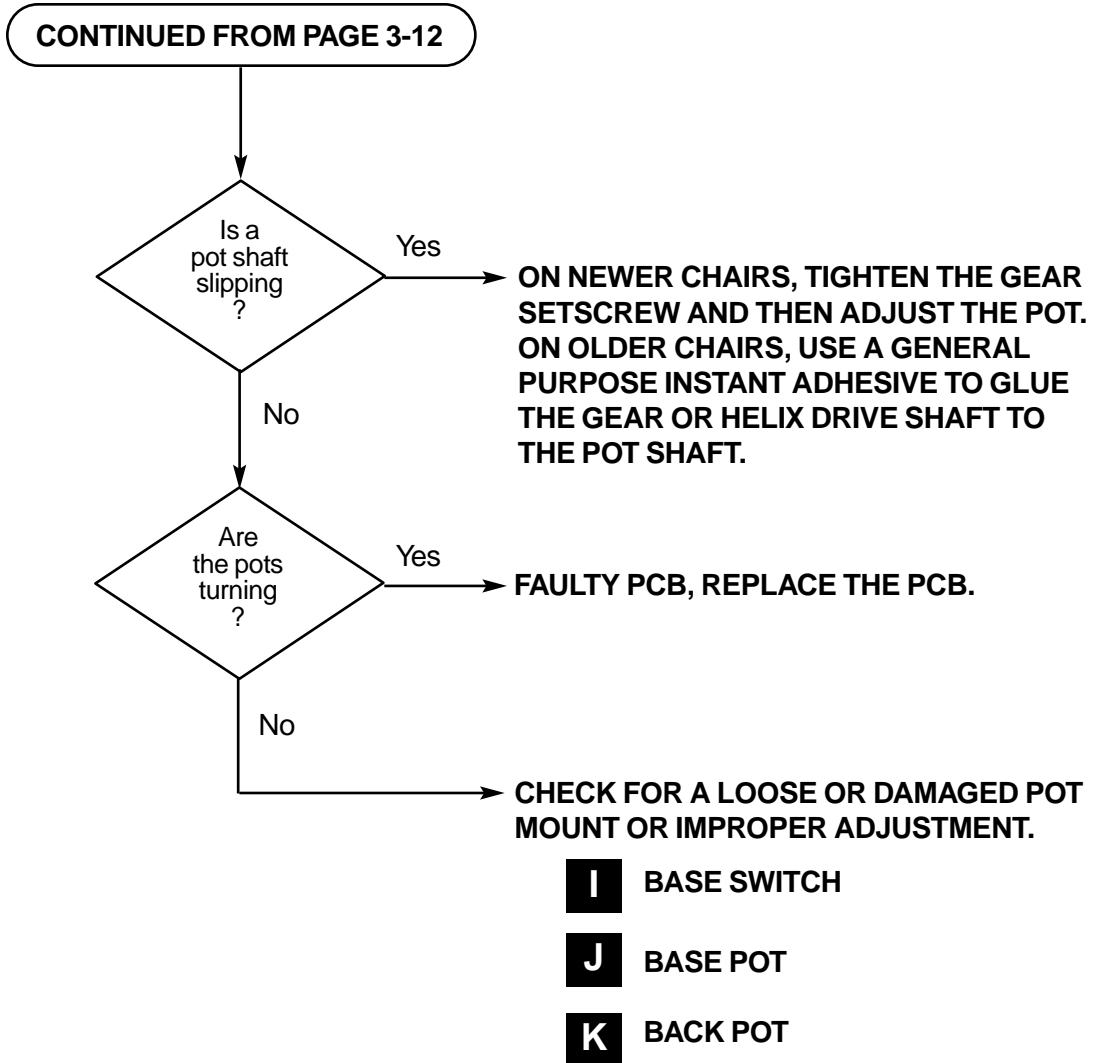 CONTINUED FROM PAGE 3-12
Is a
pot shaft
slipping
?
Yes
ON NEWER CHAIRS, TIGHTEN THE GEAR
SETSCREW AND THEN ADJUST THE POT.
ON OLDER CHAIRS, USE A GENERAL
PURPOSE INSTANT ADHESIVE TO GLUE
THE GEAR OR HELIX DRIVE SHAFT TO
THE POT SHAFT.
No
Are
the pots
turning
?
Yes
FAULTY PCB, REPLACE THE PCB.
No
CHECK FOR A LOOSE OR DAMAGED POT
MOUNT OR IMPROPER ADJUSTMENT.
I BASE SWITCH
J BASE POT
K BACK POT